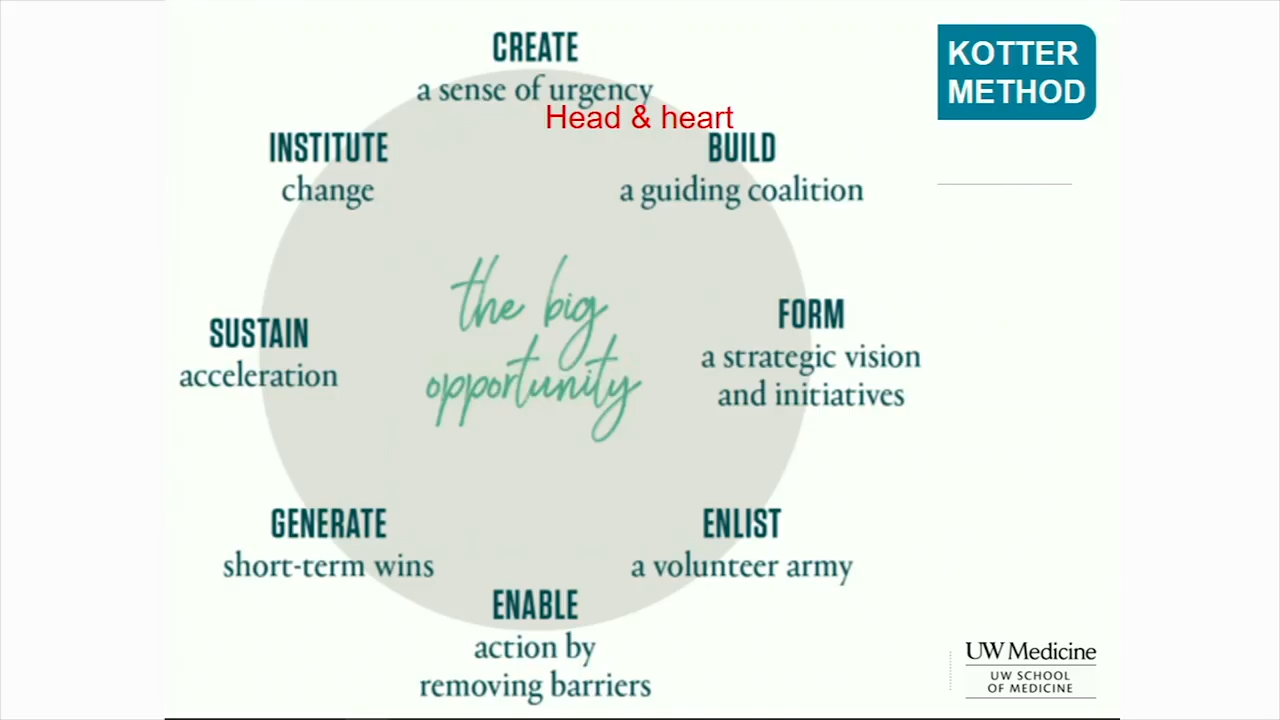 CREATE
a sense of urgency
Head & heart
BUILD
a guiding coalition
FORM
a strategic vision
and initiatives
ENLIST
a volunteer army
ENABLE
action by
removing barriers
GENERATE
short-term wins
SUSTAIN
acceleration
INSTITUTE
change
the big
opportunity
KOTTER
METHOD
UW Medicine
UW SCHOOL
OF MEDICINE